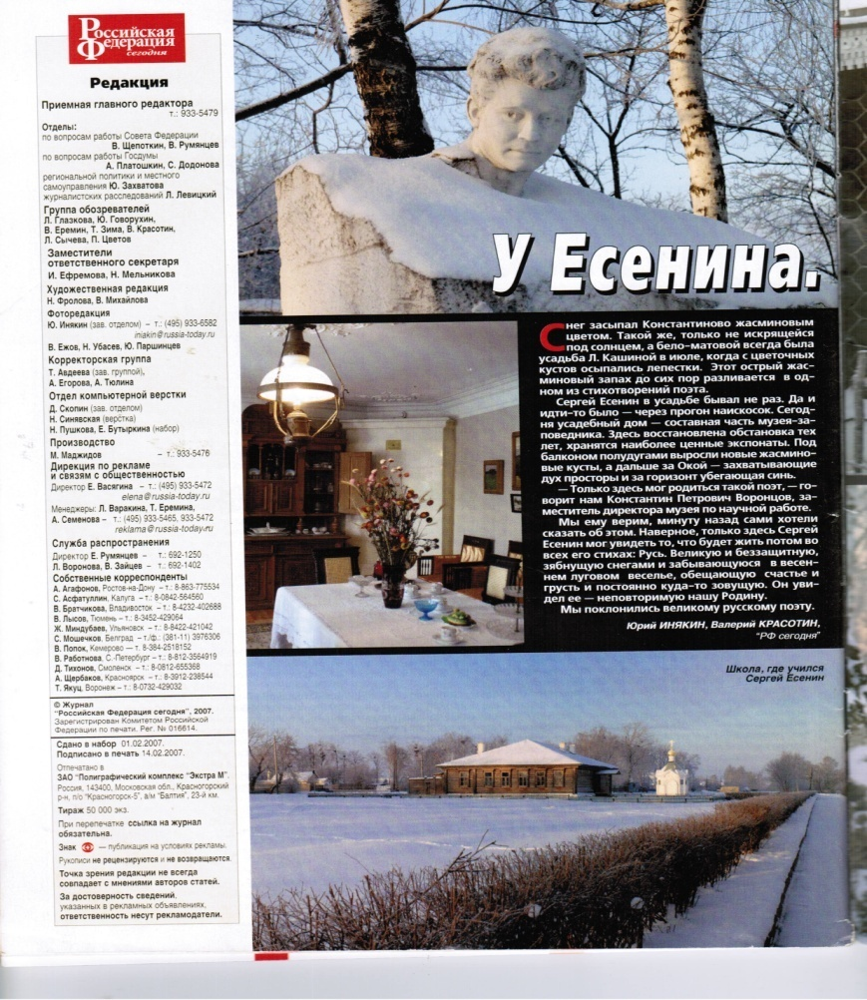 Российская
Федерация
сегодня
Редакция
Приемная главного редактора
т.: 933-5479
Отделы:
по вопросам работы Совета Федерации
В. Щепоткин, В. Румянцев
по вопросам работы Госдумы
А. Платошкин, С. Додонова
региональной политики и местного
самоуправления Ю. Захватова
журналистских расследований Л. Левицкий
Группа обозревателей
Л. Глазкова, Ю. Говорухин,
В. Еремин, Т. Зима, В. Красотин,
Л. Сычева, П. Цветов
Заместители
ответственного секретаря
И. Ефремова, Н. Мельникова
Художественная редакция
Н. Фролова, В. Михайлова
Фоторедакция
Ю. Инякин (зав. отделом) – т.: (495) 933-6582
iniakin@russia-today.ru
В. Ежов, Н. Убасев, Ю. Паршинцев
Корректорская группа
Т. Авдеева (зав. группой),
А. Егорова, А. Тюлина
Отдел компьютерной верстки
Д. Скопин (зав. отделом)
Н. Синявская (верстка)
Н. Пушкова, Е. Бутыркина (набор)
Производство
М. Маджидов – т.: 933-5476
Дирекция по рекламе
и связям с общественностью
Директор Е. Васягина – т.: (495) 933-5472
elena@russia-today.ru
Менеджеры: Л. Варакина, Т. Еремина,
А. Семенова – т.: (495) 933-5465, 933-5472
reklama@russia-today.ru
Служба распространения
Директор Е. Румянцев – т.: 692-1250
Л. Воронова, В. Зайцев – т.: 692-1402
Собственные корреспонденты
А. Агафонов, Ростов-на-Дону – т.: 8-863-775534
С. Асфатуллин, Калуга – т.: 8-0842-564560
В. Братчикова, Владивосток – т.: 8-4232-402688
В. Лысов, Тюмень – т.: 8-3452-429064
Ж. Миндубаев, Ульяновск – т.: 8-8422-421042
С. Мошечков. Белград – т./ф.: (381-11) 3976306
В. Попок, Кемерово — т. 8-384-2518152
В. Работнова, С.-Петербург – т.: 8-812-3564919
Д. Тихонов, Смоленск – т.: 8-0812-655368
А. Щербаков, Красноярск – т.: 8-3912-238544
Т. Якуц, Воронеж – т.: 8-0732-429032
© Журнал
"Российская Федерация сегодня", 2007.
Зарегистрирован Комитетом Российской
Федерации по печати. Рег. № 016614.
Сдано в набор 01.02.2007.
Подписано в печать 14.02.2007.
Отпечатано в
ЗАО "Полиграфический комплекс "Экстра М".
Россия, 143400, Московская обл., Красногорский
р-н, п/о "Красногорск-5", а/м "Балтия", 23-й км.
Тираж 50 000 экз.
При перепечатке ссылка на журнал
обязательна.
Знак — публикация на условиях рекламы.
Рукописи не рецензируются и не возвращаются.
Точка зрения редакции не всегда
совпадает с мнениями авторов статей.
За достоверность сведений,
указанных в рекламных объявлениях,
ответственность несут рекламодатели.
У Есенина.
Снег засыпал Константиново жасминовым
цветом. Такой же, только не искрящейся
под солнцем, а бело-матовой всегда была
усадьба Л. Кашиной в июле, когда с цветочных
кустов осыпались лепестки. Этот острый жас-
миновый запах до сих пор разливается в од-
ном из стихотворений поэта.
Сергей Есенин в усадьбе бывал не раз. Да и
идти-то было — через прогон наискосок. Сегод-
ня усадебный дом — составная часть музея-за-
поведника. Здесь восстановлена обстановка тех
лет, хранятся наиболее ценные экспонаты. Под
балконом полудугами выросли новые жасмино-
вые кусты, а дальше за Окой — захватывающие
дух просторы и за горизонт убегающая синь.
— Только здесь мог родиться такой поэт, — го-
ворит нам Константин Петрович Воронцов, за-
меститель директора музея по научной работе.
Мы ему верим, минуту назад сами хотели
сказать об этом. Наверное, только здесь Сергей
Есенин мог увидеть то, что будет жить потом во
всех его стихах: Русь. Великую и беззащитную,
зябнущую снегами и забывающуюся в весен-
нем луговом веселье, обещающую счастье и
грусть и постоянно куда-то зовущую. Он уви-
дел ее — неповторимую нашу Родину.
Мы поклонились великому русскому поэту.
Юрий ИНЯКИН, Валерий КРАСОТИН,
"РФ сегодня"
Школа, где учился
Сергей Есенин